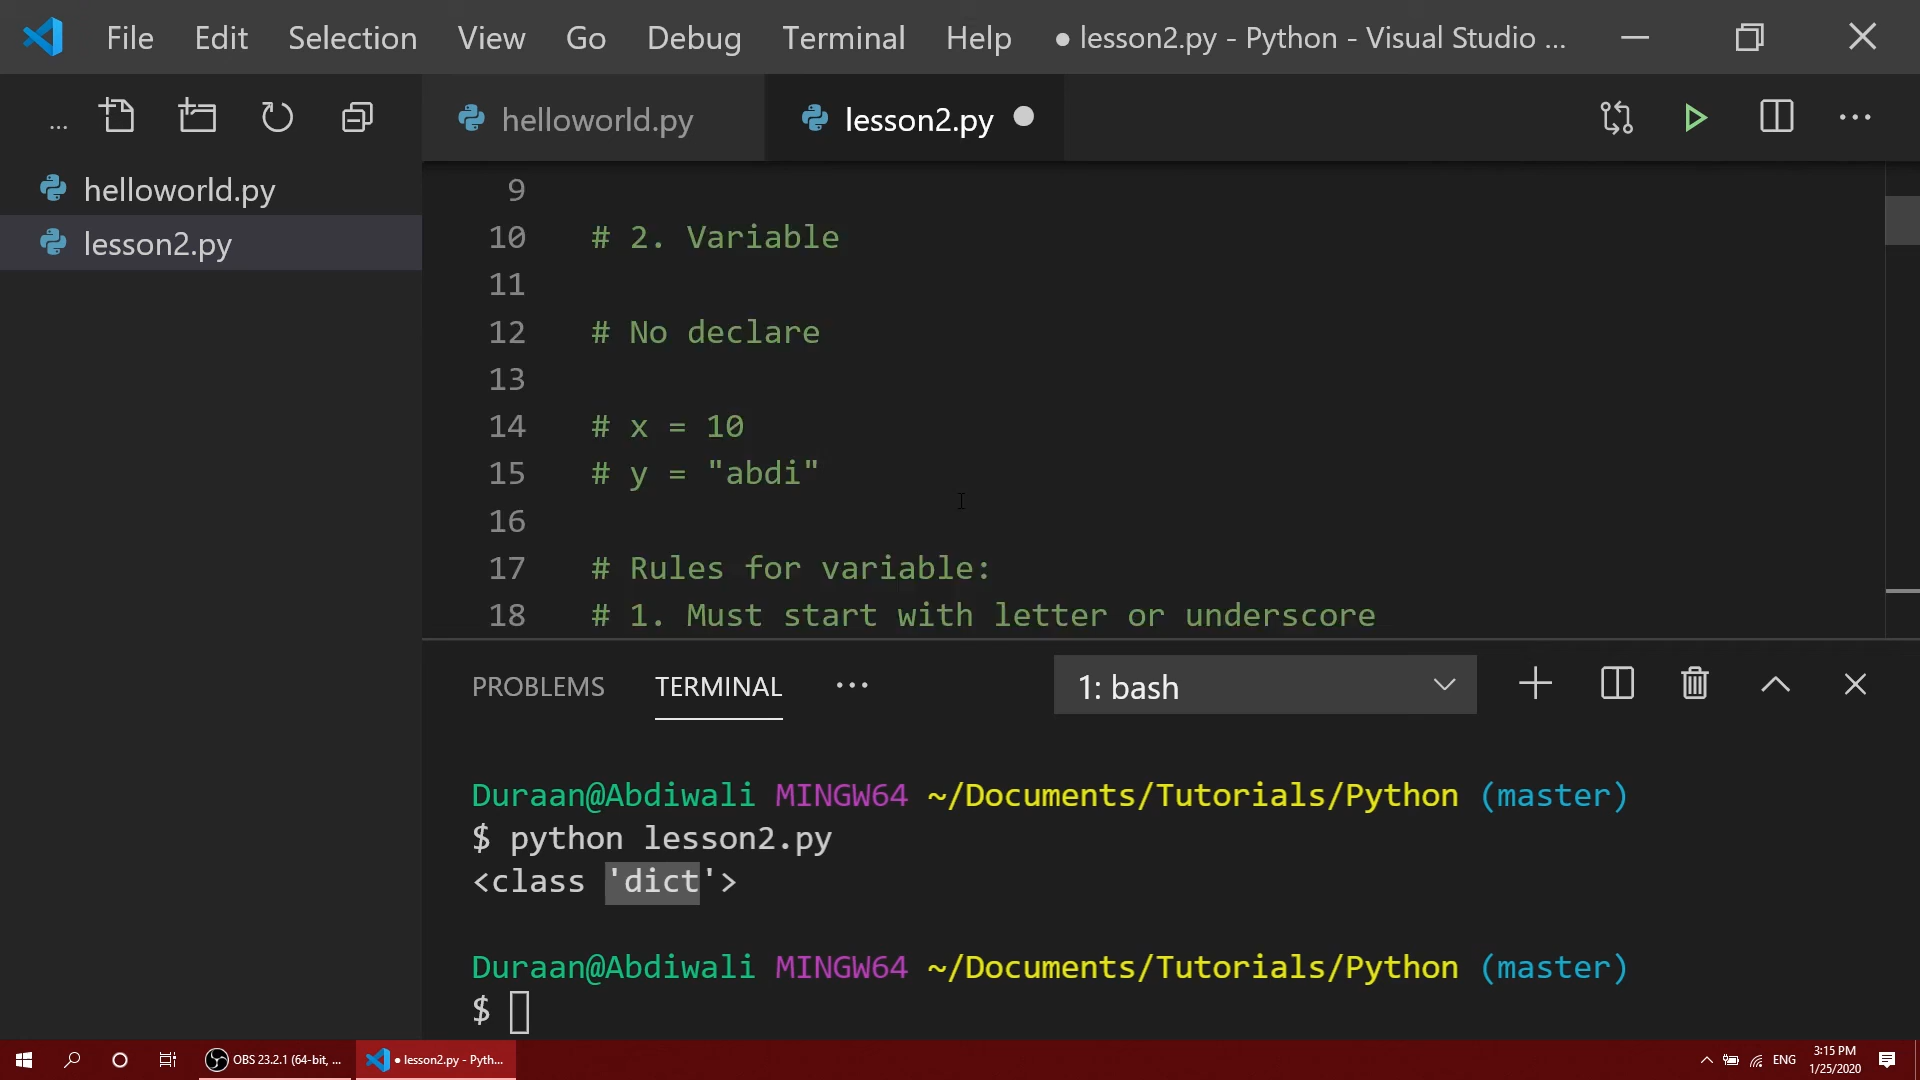 File Edit Selection View Go Debug Terminal Help ● lesson2.py - Python - Visual Studio ...
... helloworld.py lesson2.py ●
helloworld.py
lesson2.py
9
10 # 2. Variable
11
12 # No declare
13
14 # x = 10
15 # y = "abdi"
16
17 # Rules for variable:
18 # 1. Must start with letter or underscore
PROBLEMS TERMINAL ... 1: bash
Duraan@Abdiwali MINGW64 ~/Documents/Tutorials/Python (master)
$ python lesson2.py
<class 'dict'>
Duraan@Abdiwali MINGW64 ~/Documents/Tutorials/Python (master)
$
OBS 23.2.1 (64-bit, ... ● lesson2.py - Pyth... ENG 3:15 PM
1/25/2020